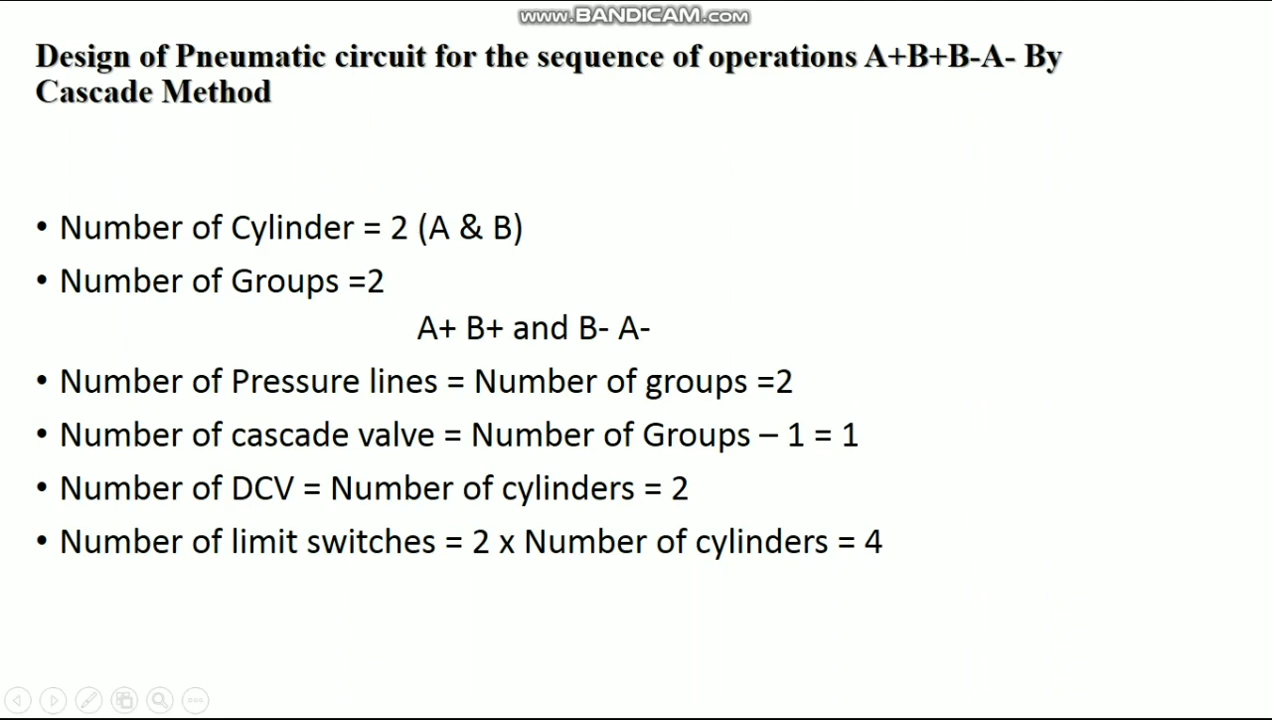 www.BANDICAM.com
Design of Pneumatic circuit for the sequence of operations A+B+B-A- By
Cascade Method
• Number of Cylinder = 2 (A & B)
• Number of Groups =2
A+ B+ and B- A-
• Number of Pressure lines = Number of groups =2
• Number of cascade valve = Number of Groups – 1 = 1
• Number of DCV = Number of cylinders = 2
• Number of limit switches = 2 x Number of cylinders = 4